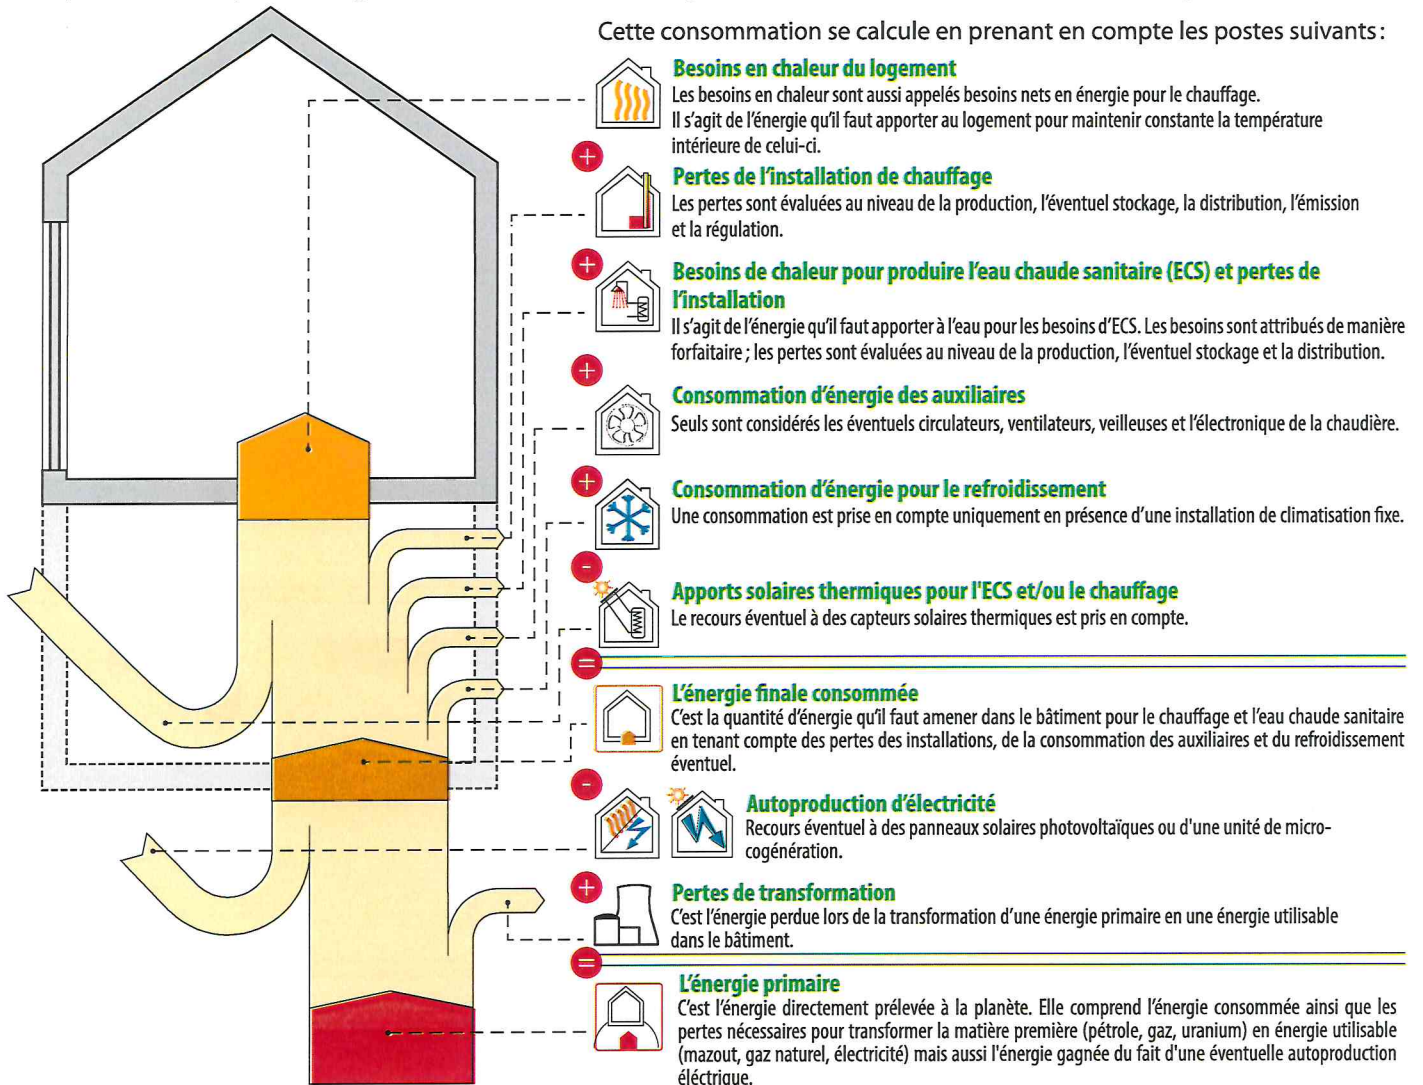 Cette consommation se calcule en prenant en compte les postes suivants :
Besoins en chaleur du logement
Les besoins en chaleur sont aussi appelés besoins nets en énergie pour le chauffage.
Il s'agit de l'énergie qu'il faut apporter au logement pour maintenir constante la température
intérieure de celui-ci.
+
Pertes de l'installation de chauffage
Les pertes sont évaluées au niveau de la production, l'éventuel stockage, la distribution, l'émission
et la régulation.
+
Besoins de chaleur pour produire l'eau chaude sanitaire (ECS) et pertes de
l'installation
Il s'agit de l'énergie qu'il faut apporter à l'eau pour les besoins d'ECS. Les besoins sont attribués de manière
forfaitaire ; les pertes sont évaluées au niveau de la production, l'éventuel stockage et la distribution.
+
Consommation d'énergie des auxiliaires
Seuls sont considérés les éventuels circulateurs, ventilateurs, veilleuses et l'électronique de la chaudière.
+
Consommation d'énergie pour le refroidissement
Une consommation est prise en compte uniquement en présence d'une installation de climatisation fixe.
-
Apports solaires thermiques pour l'ECS et/ou le chauffage
Le recours éventuel à des capteurs solaires thermiques est pris en compte.
=
L'énergie finale consommée
C'est la quantité d'énergie qu'il faut amener dans le bâtiment pour le chauffage et l'eau chaude sanitaire
en tenant compte des pertes des installations, de la consommation des auxiliaires et du refroidissement
éventuel.
-
Autoproduction d'électricité
Recours éventuel à des panneaux solaires photovoltaïques ou d'une unité de micro-
cogénération.
+
Pertes de transformation
C'est l'énergie perdue lors de la transformation d'une énergie primaire en une énergie utilisable
dans le bâtiment.
=
L'énergie primaire
C'est l'énergie directement prélevée à la planète. Elle comprend l'énergie consommée ainsi que les
pertes nécessaires pour transformer la matière première (pétrole, gaz, uranium) en énergie utilisable
(mazout, gaz naturel, électricité) mais aussi l'énergie gagnée du fait d'une éventuelle autoproduction
éléctrique.